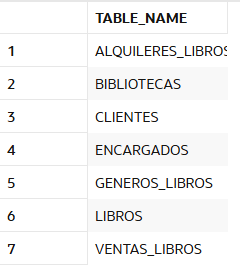 TABLE_NAME
1 ALQUILERES_LIBROS
2 BIBLIOTECAS
3 CLIENTES
4 ENCARGADOS
5 GENEROS_LIBROS
6 LIBROS
7 VENTAS_LIBROS